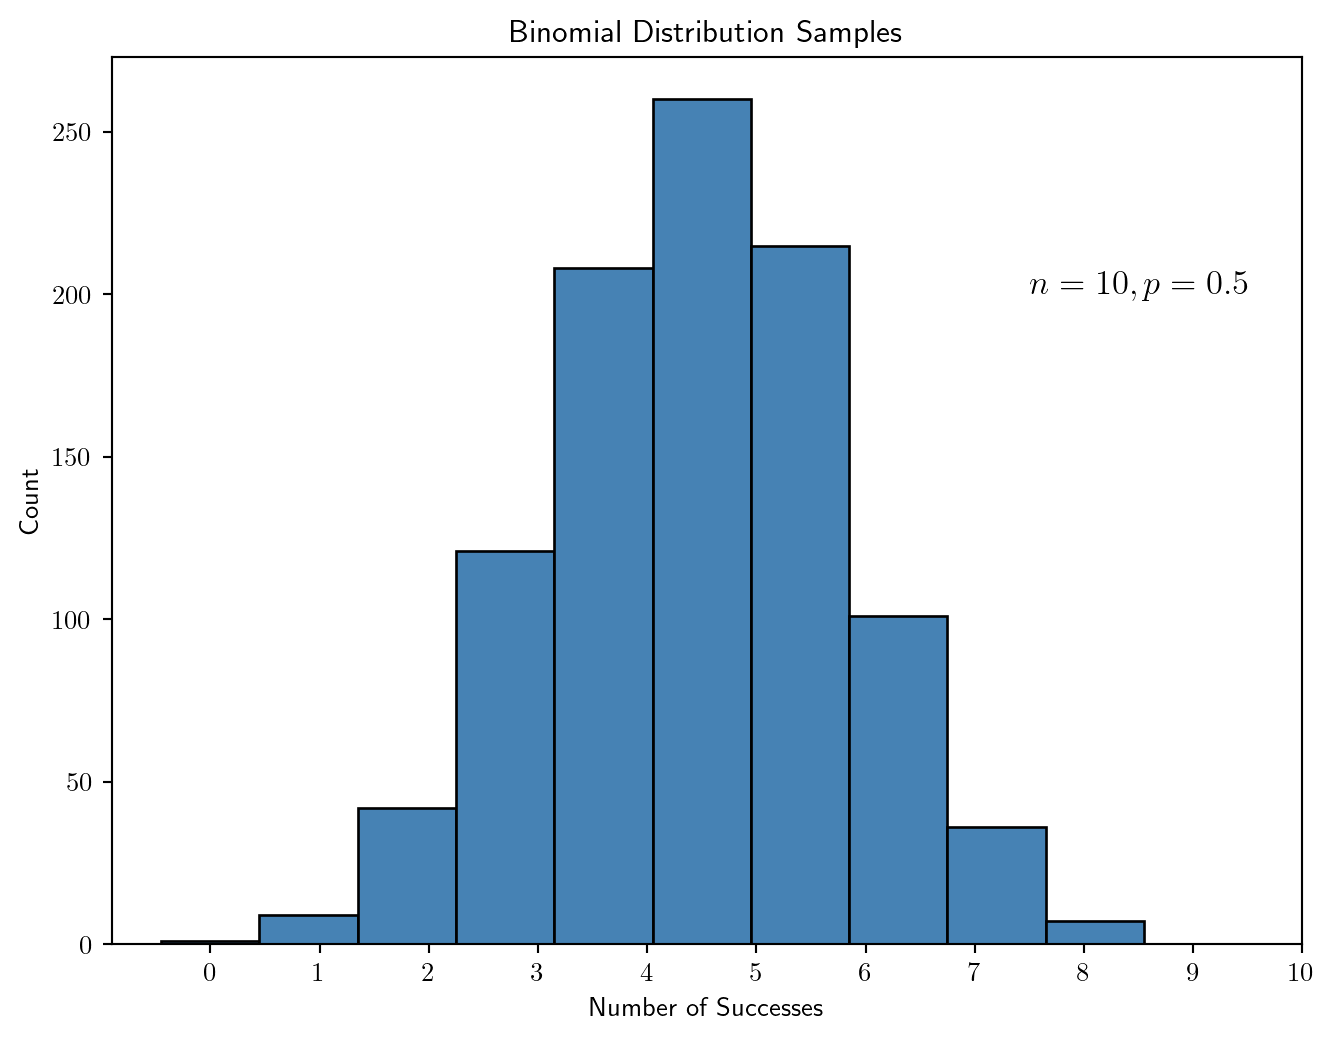 Binomial Distribution Samples
250
200
150
100
50
0
Count
n = 10, p = 0.5
0 1 2 3 4 5 6 7 8 9 10
Number of Successes